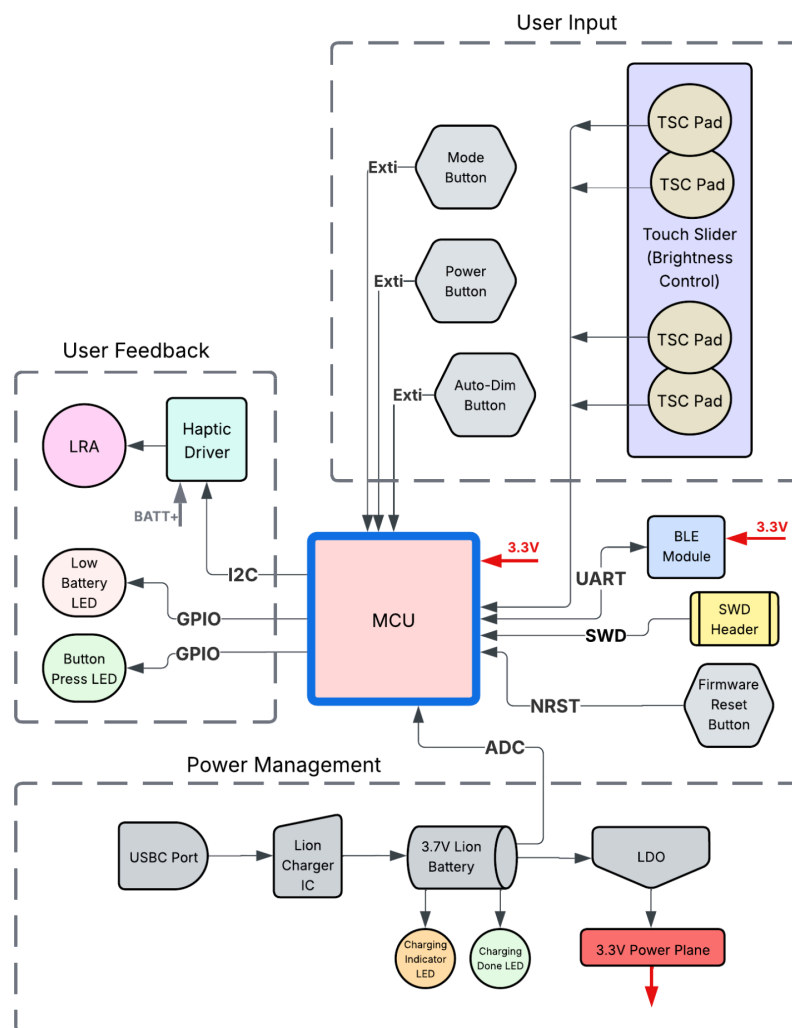 User Input
TSC Pad
TSC Pad
Touch Slider
(Brightness
Control)
TSC Pad
TSC Pad
Exti
Mode
Button
Exti
Power
Button
Exti
Auto-Dim
Button
User Feedback
LRA
Haptic
Driver
BATT+
I2C
Low
Battery
LED
GPIO
Button
Press LED
GPIO
MCU
3.3V
BLE
Module
3.3V
UART
SWD
SWD
Header
NRST
Firmware
Reset
Button
ADC
Power Management
USBC Port
Lion
Charger
IC
3.7V Lion
Battery
LDO
Charging
Indicator
LED
Charging
Done LED
3.3V Power Plane